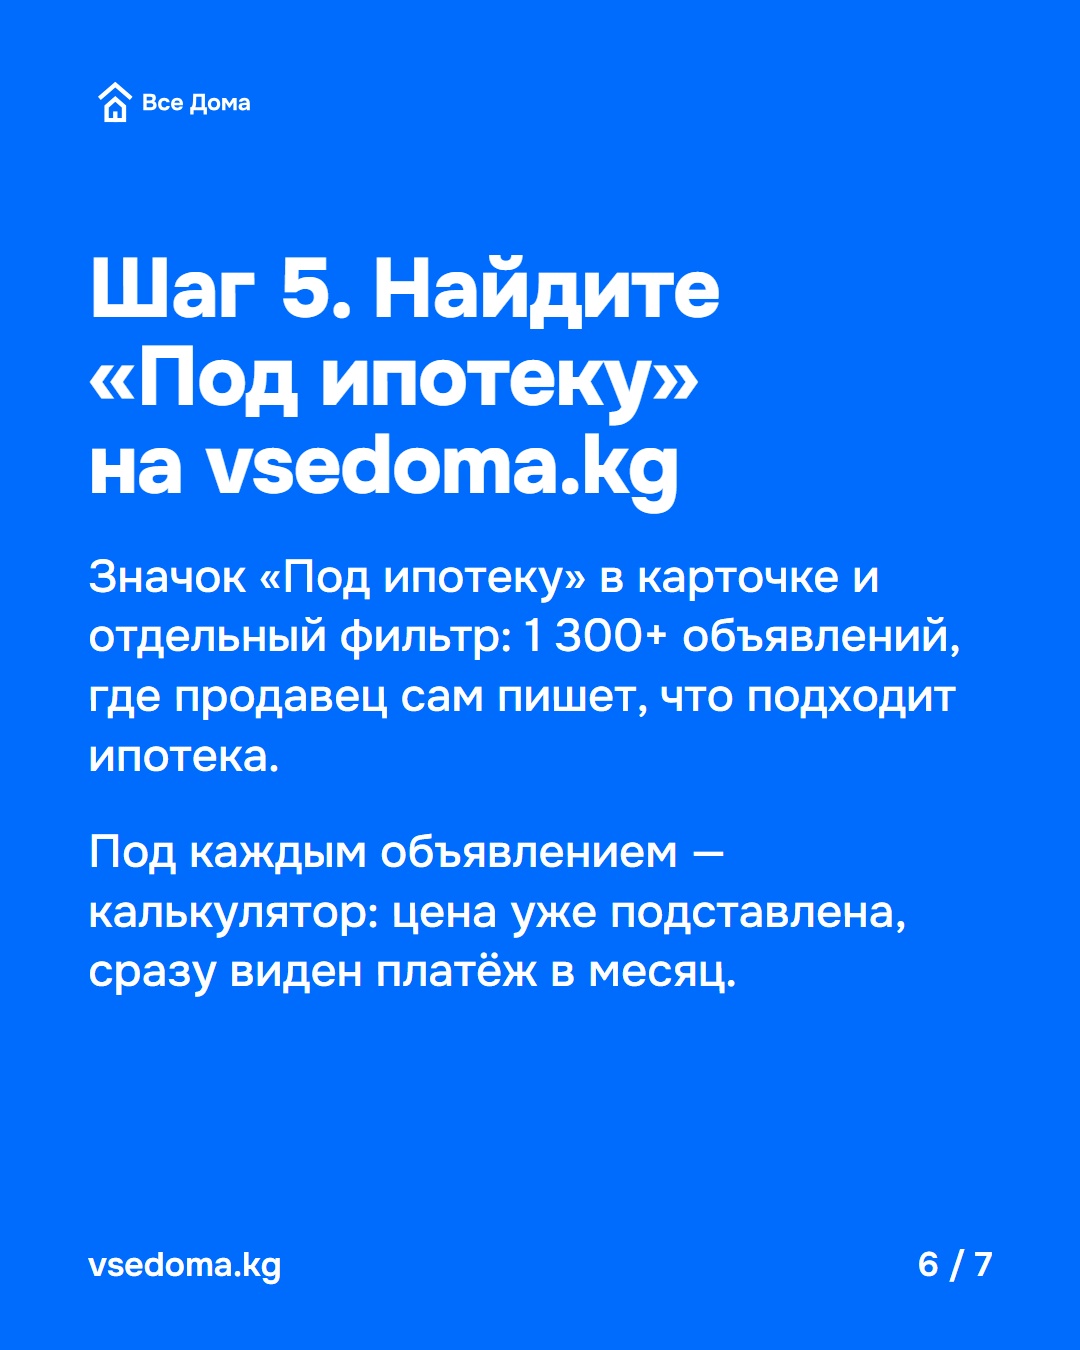 Все Дома
Шаг 5. Найдите
«Под ипотеку»
на vsedoma.kg
Значок «Под ипотеку» в карточке и
отдельный фильтр: 1 300+ объявлений,
где продавец сам пишет, что подходит
ипотека.
Под каждым объявлением —
калькулятор: цена уже подставлена,
сразу виден платёж в месяц.
vsedoma.kg
6 / 7